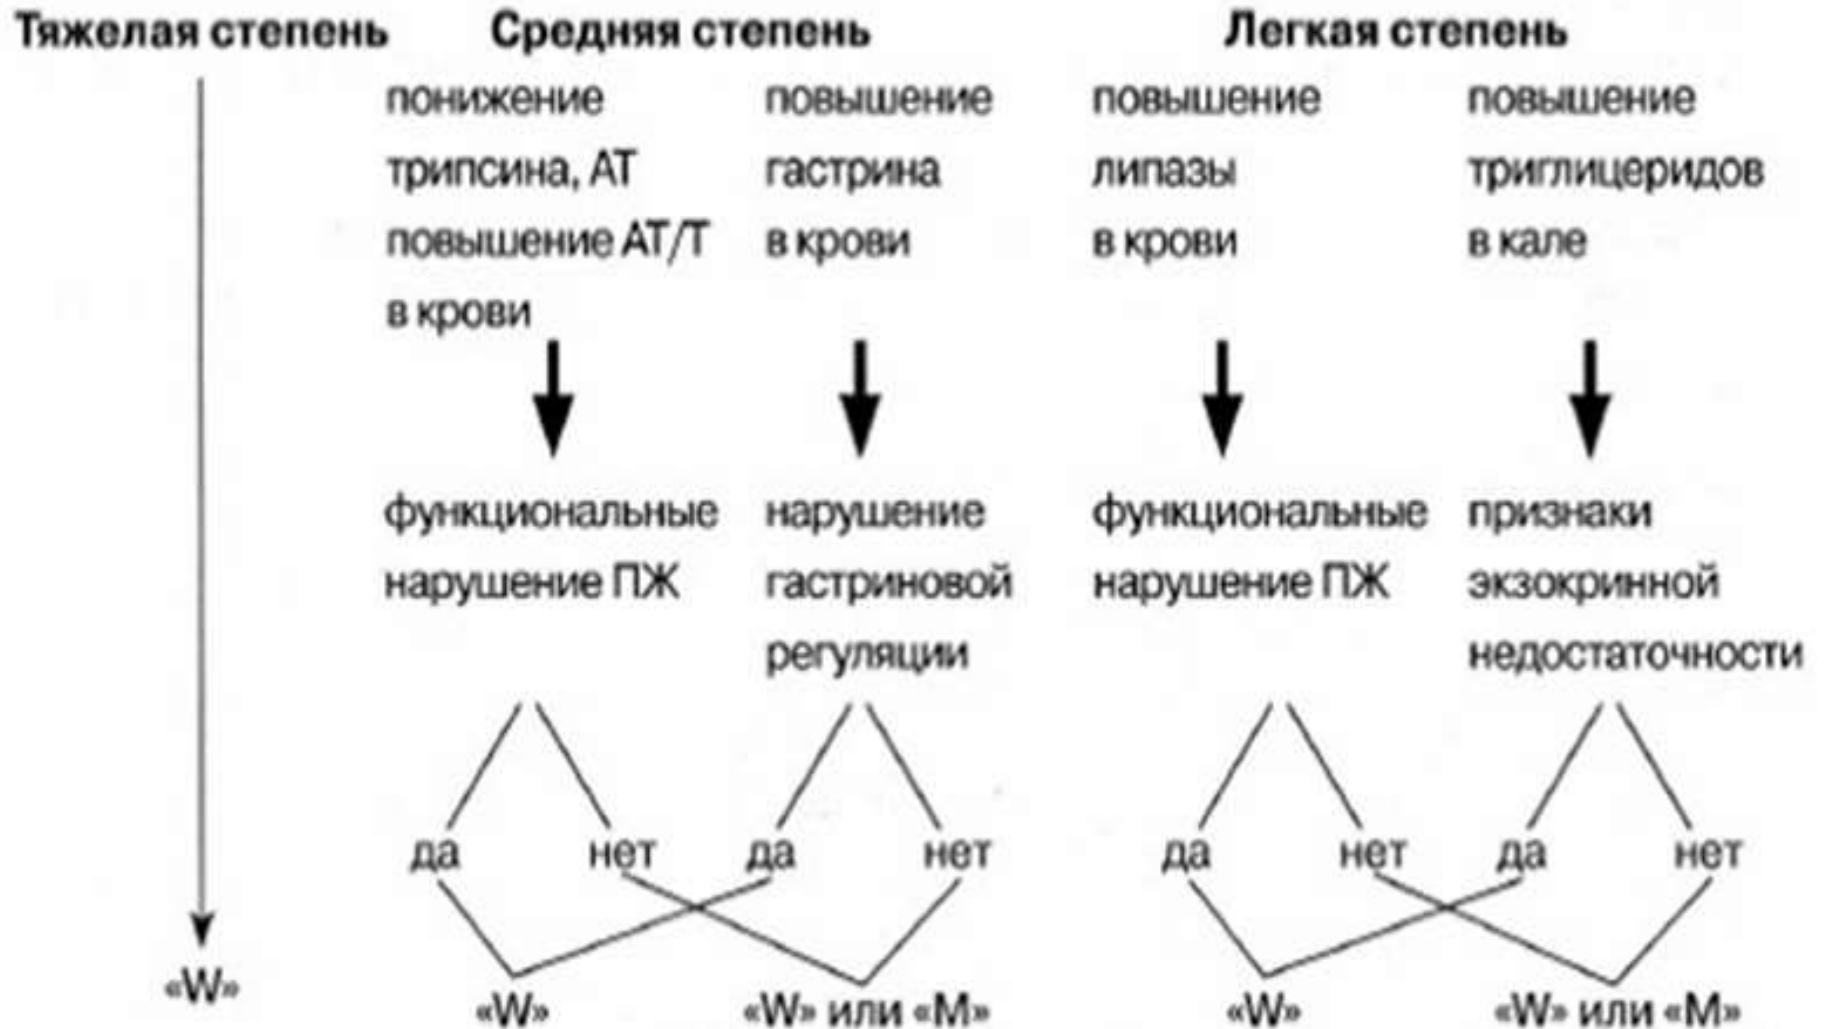 Тяжелая степень Средняя степень Легкая степень
понижение повышение повышение повышение
трипсина, АТ гастрина липазы триглицеридов
повышение АТ/Т в крови в крови в кале
в крови
функциональные нарушение функциональные признаки
нарушение ПЖ гастриновой нарушение ПЖ экзокринной
регуляции недостаточности
да нет да нет да нет да нет
«W»
«W» «W» или «М» «W» «W» или «М»